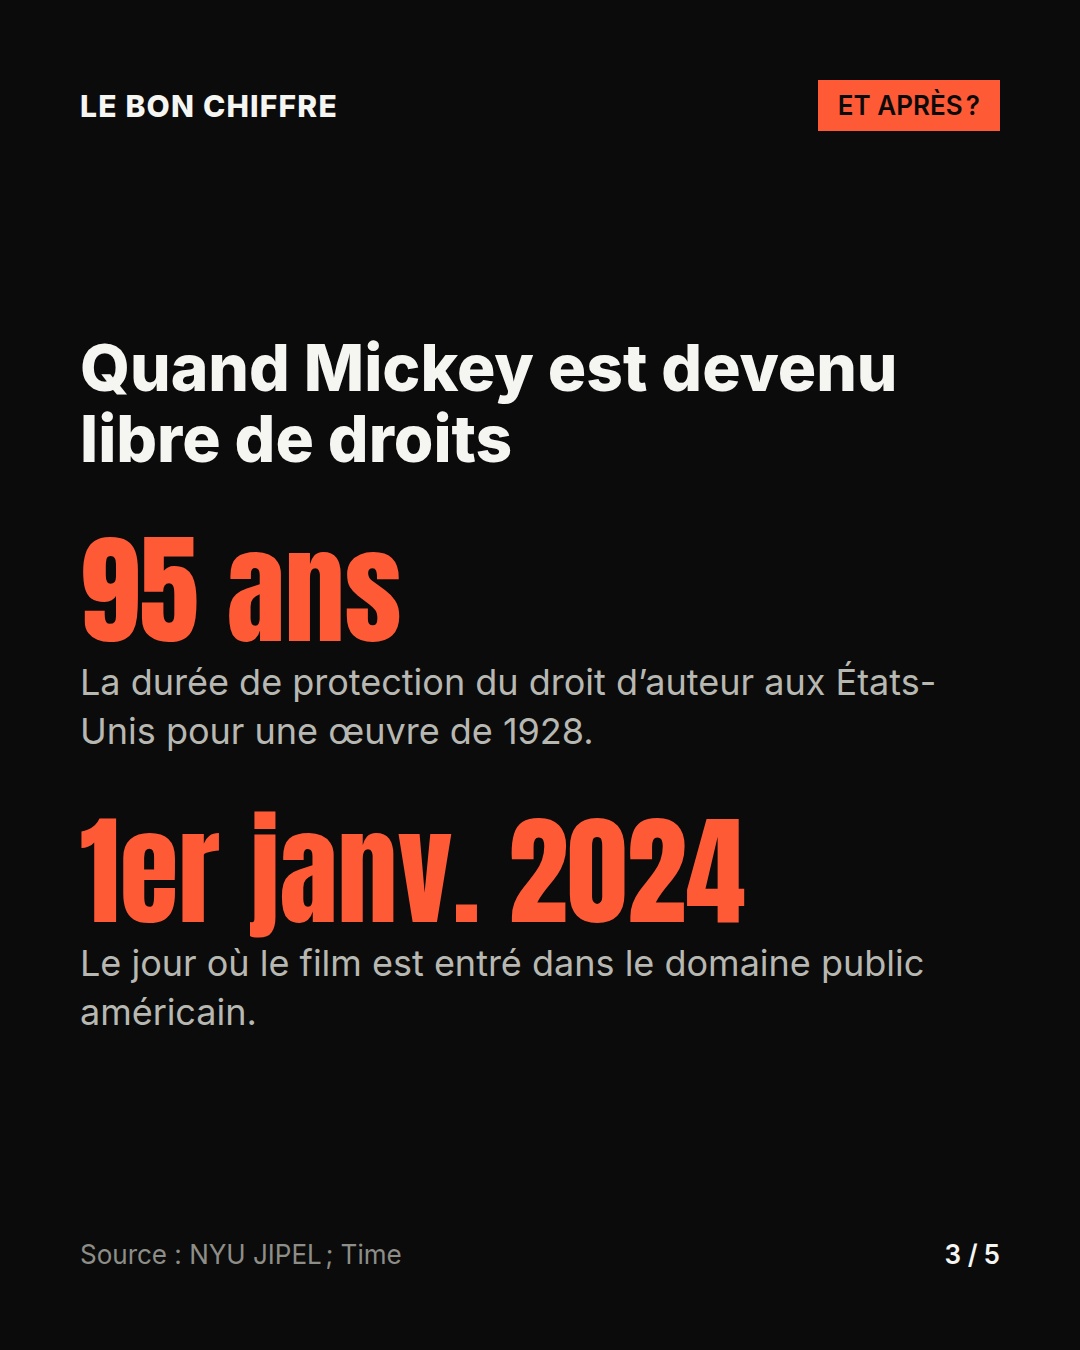 LE BON CHIFFRE
ET APRÈS ?
Quand Mickey est devenu
libre de droits
95 ans
La durée de protection du droit d’auteur aux États-
Unis pour une œuvre de 1928.
1er janv. 2024
Le jour où le film est entré dans le domaine public
américain.
Source : NYU JIPEL ; Time
3 / 5